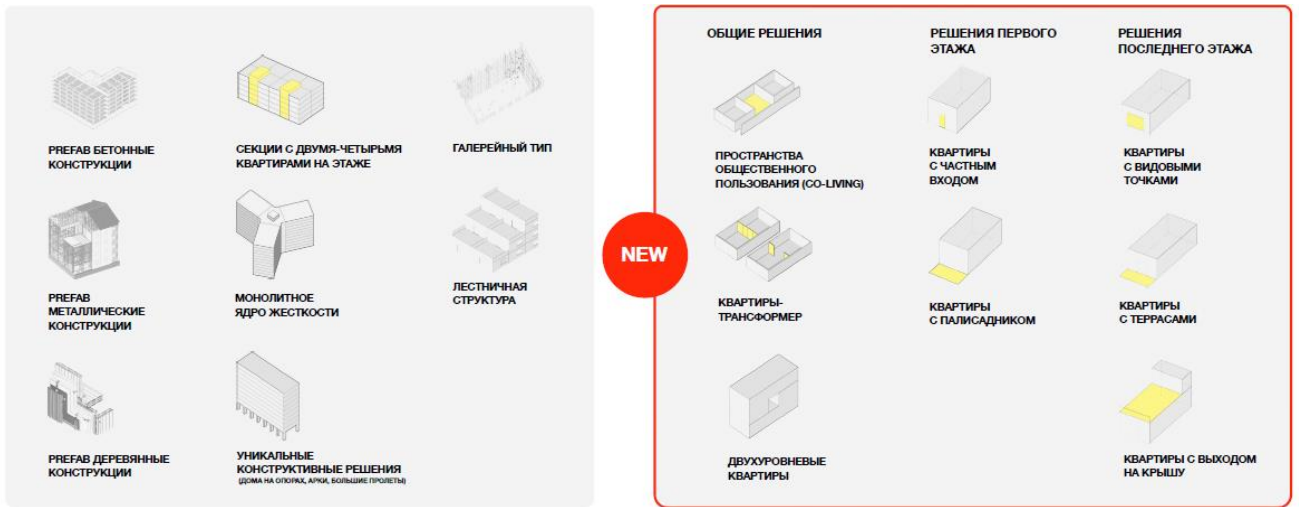 PREFAB БЕТОННЫЕ
КОНСТРУКЦИИ
СЕКЦИИ С ДВУМЯ-ЧЕТЫРЬМЯ
КВАРТИРАМИ НА ЭТАЖЕ
ГАЛЕРЕЙНЫЙ ТИП
PREFAB
МЕТАЛЛИЧЕСКИЕ
КОНСТРУКЦИИ
МОНОЛИТНОЕ
ЯДРО ЖЕСТКОСТИ
ЛЕСТНИЧНАЯ
СТРУКТУРА
PREFAB ДЕРЕВЯННЫЕ
КОНСТРУКЦИИ
УНИКАЛЬНЫЕ
КОНСТРУКТИВНЫЕ РЕШЕНИЯ
(ДОМА НА ОПОРАХ, АРКИ, БОЛЬШИЕ ПРОЛЕТЫ)
NEW
ОБЩИЕ РЕШЕНИЯ
РЕШЕНИЯ ПЕРВОГО
ЭТАЖА
РЕШЕНИЯ
ПОСЛЕДНЕГО ЭТАЖА
ПРОСТРАНСТВА
ОБЩЕСТВЕННОГО
ПОЛЬЗОВАНИЯ (CO-LIVING)
КВАРТИРЫ
С ЧАСТНЫМ
ВХОДОМ
КВАРТИРЫ
С ВИДОВЫМИ
ТОЧКАМИ
КВАРТИРЫ-
ТРАНСФОРМЕР
КВАРТИРЫ
С ПАЛИСАДНИКОМ
КВАРТИРЫ
С ТЕРРАСАМИ
ДВУХУРОВНЕВЫЕ
КВАРТИРЫ
КВАРТИРЫ С ВЫХОДОМ
НА КРЫШУ